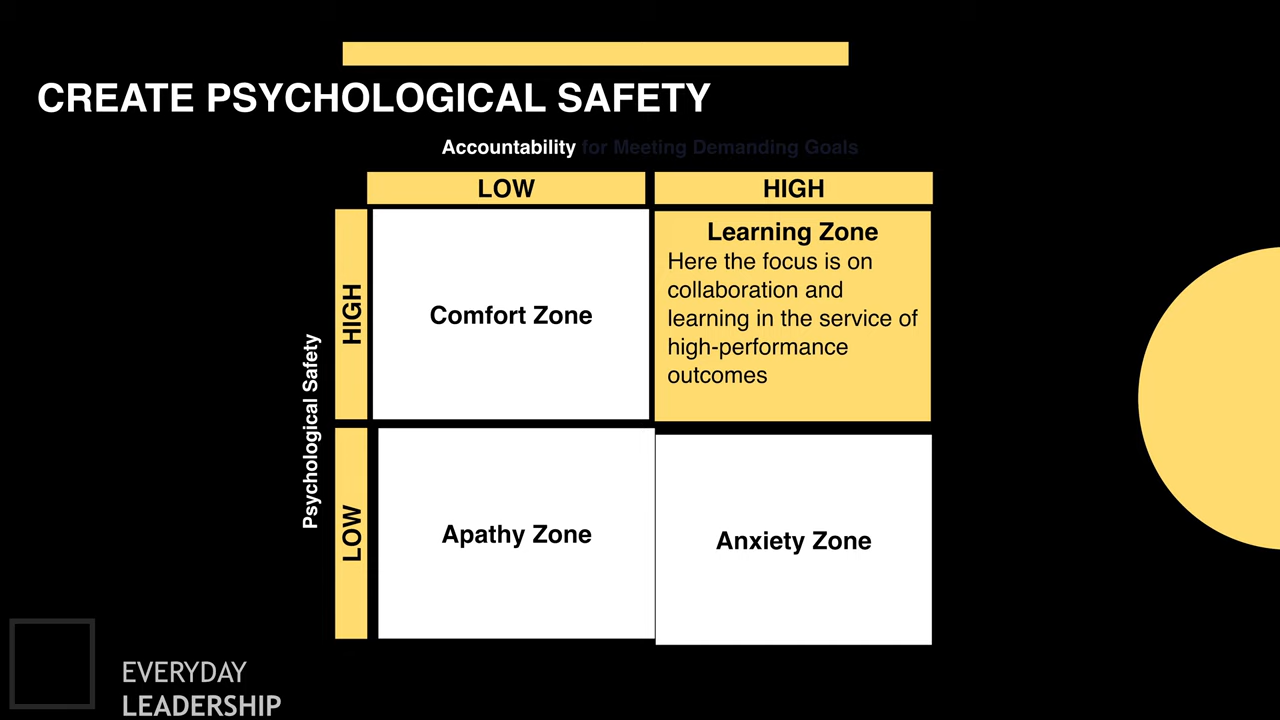 CREATE PSYCHOLOGICAL SAFETY
Accountability for Meeting Demanding Goals
LOW
HIGH
Psychological Safety
HIGH
Comfort Zone
Learning Zone
Here the focus is on
collaboration and
learning in the service of
high-performance
outcomes
LOW
Apathy Zone
Anxiety Zone
EVERYDAY
LEADERSHIP